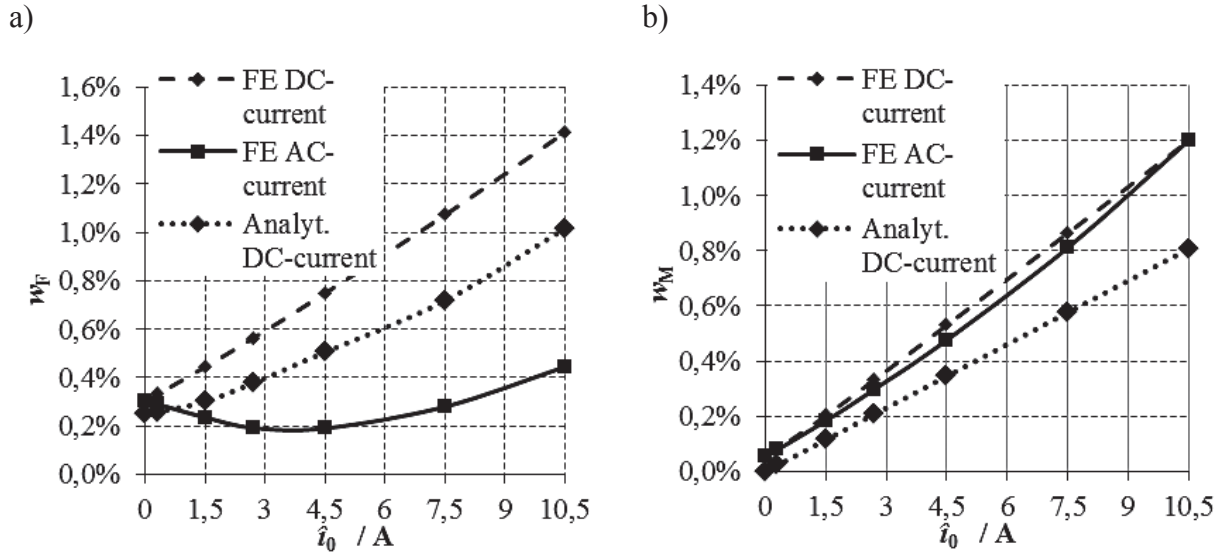 a)
FE DC-
current
FE AC-
current
Analyt.
DC-current
1,6%
1,4%
1,2%
1,0%
0,8%
0,6%
0,4%
0,2%
0,0%
w_F
0 1,5 3 4,5 6 7,5 9 10,5
î₀ / A
b)
FE DC-
current
FE AC-
current
Analyt.
DC-current
1,4%
1,2%
1,0%
0,8%
0,6%
0,4%
0,2%
0,0%
w_M
0 1,5 3 4,5 6 7,5 9 10,5
î₀ / A